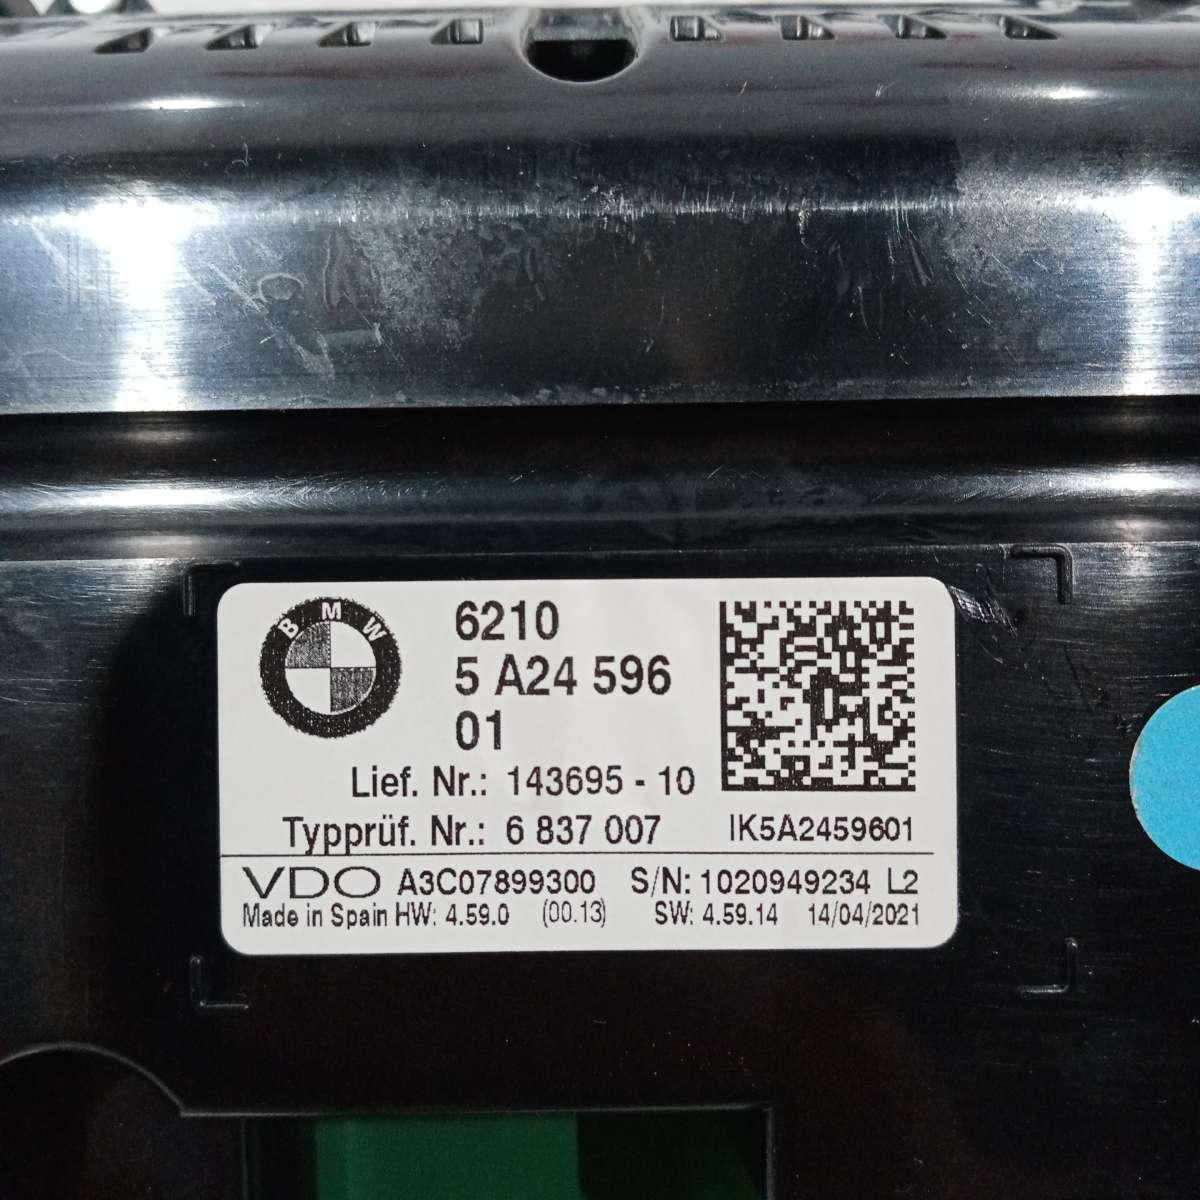 BMW
6210
5 A24 596
01
Lief. Nr.: 143695 - 10
Typprüf. Nr.: 6 837 007
IK5A2459601
VDO A3C07899300 S/N: 1020949234 L2
Made in Spain HW: 4.59.0 (00.13) SW: 4.59.14 14/04/2021